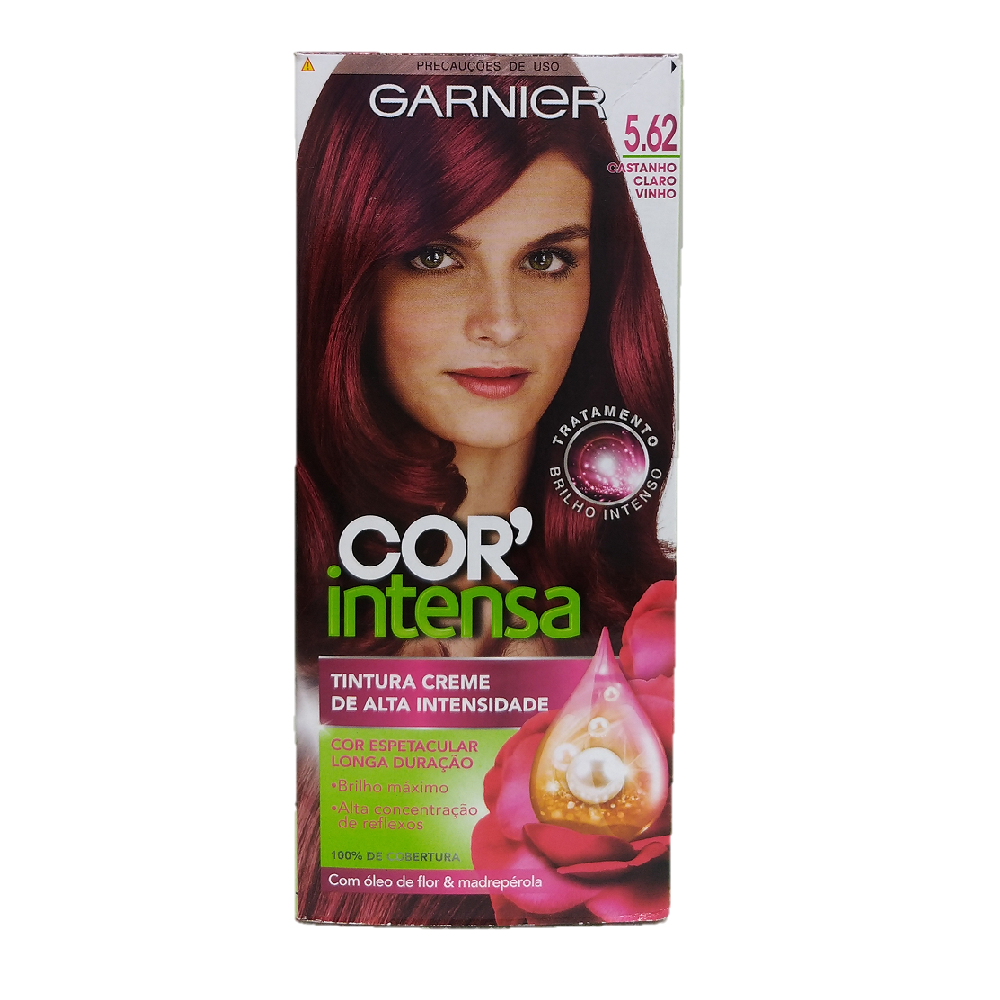 PRECAUÇÕES DE USO
GARNIER
5.62
CASTANHO
CLARO
VINHO
TRATAMENTO
BRILHO INTENSO
COR'
intensa
TINTURA CREME
DE ALTA INTENSIDADE
COR ESPETACULAR
LONGA DURAÇÃO
•Brilho máximo
•Alta concentração
de reflexos
100% DE COBERTURA
Com óleo de flor & madrepérola